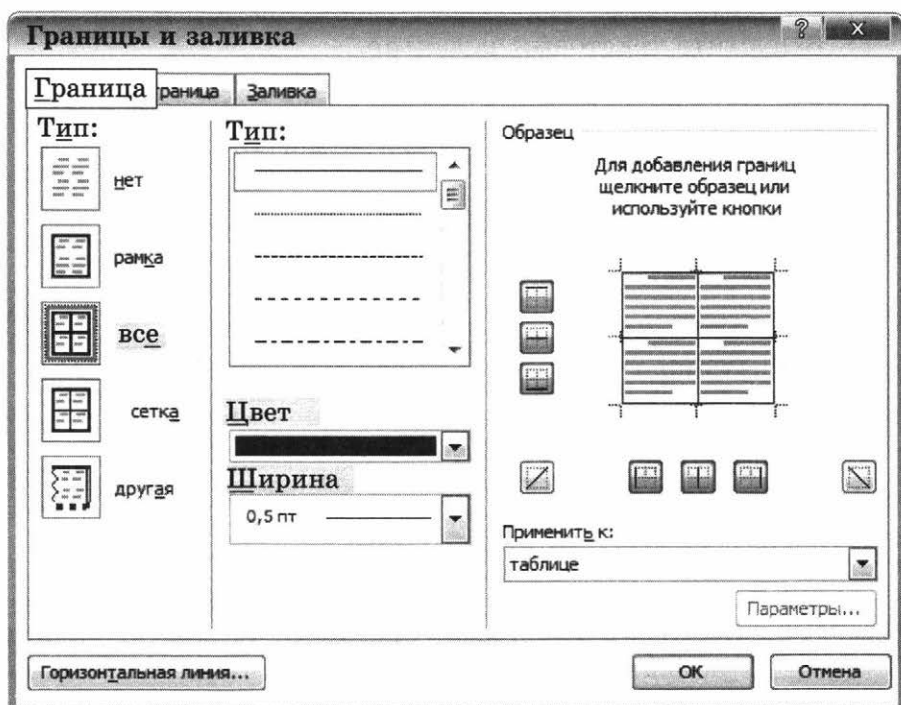 Границы и заливка
Граница раница Заливка
Тип:
нет
рамка
все
сетка
другая
Тип:
Цвет
Ширина
0,5 пт
Образец
Для добавления границ
щелкните образец или
используйте кнопки
Применить к:
таблице
Параметры...
Горизонтальная линия...
ОК
Отмена